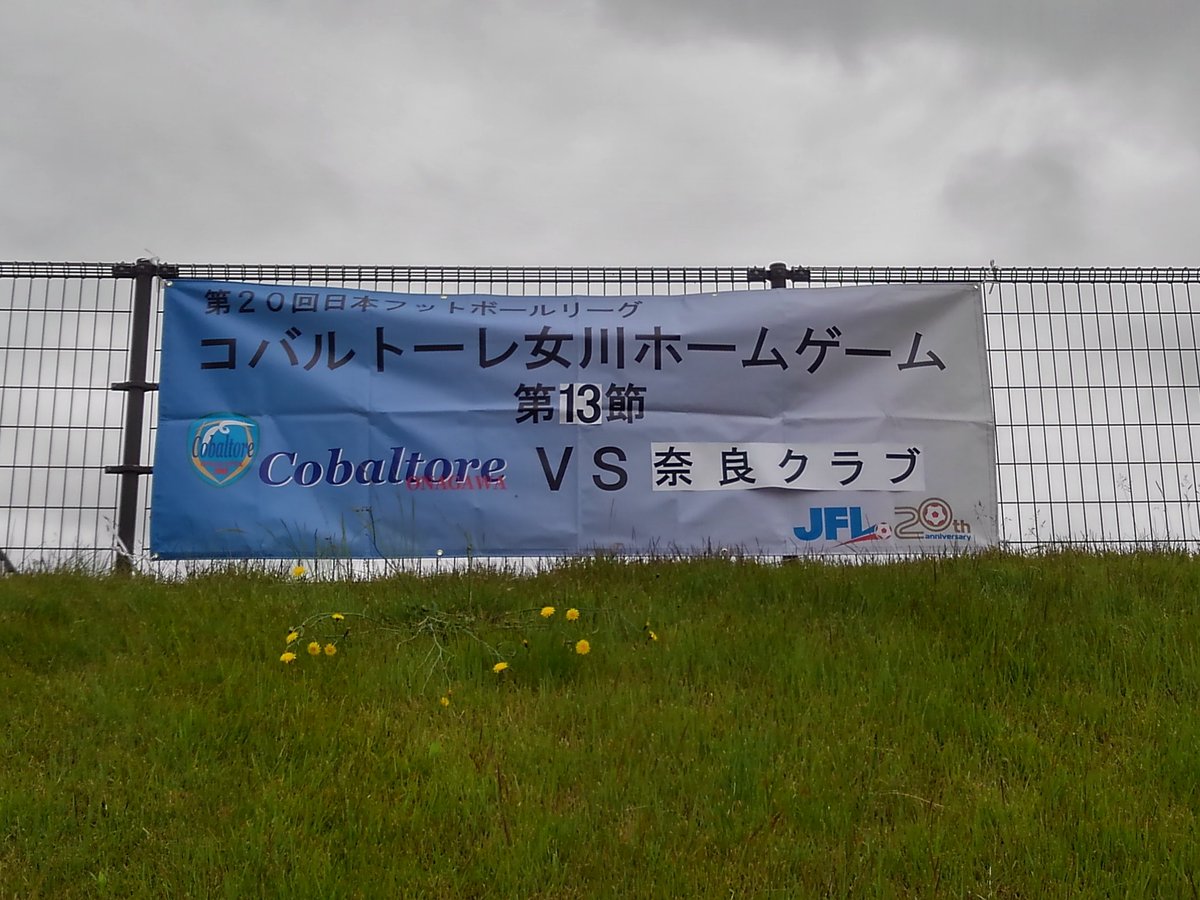 第20回日本フットボールリーグ
コバルトーレ女川ホームゲーム
第13節
Cobaltore
Cobaltore ONAGAWA VS 奈良クラブ
JFL 20th anniversary